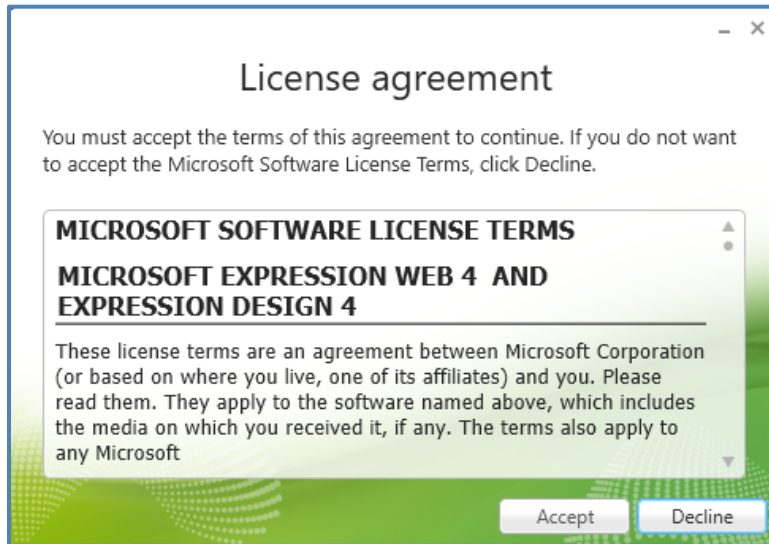 License agreement
You must accept the terms of this agreement to continue. If you do not want
to accept the Microsoft Software License Terms, click Decline.
MICROSOFT SOFTWARE LICENSE TERMS
MICROSOFT EXPRESSION WEB 4  AND
EXPRESSION DESIGN 4
These license terms are an agreement between Microsoft Corporation
(or based on where you live, one of its affiliates) and you. Please
read them. They apply to the software named above, which includes
the media on which you received it, if any. The terms also apply to
any Microsoft
Accept
Decline